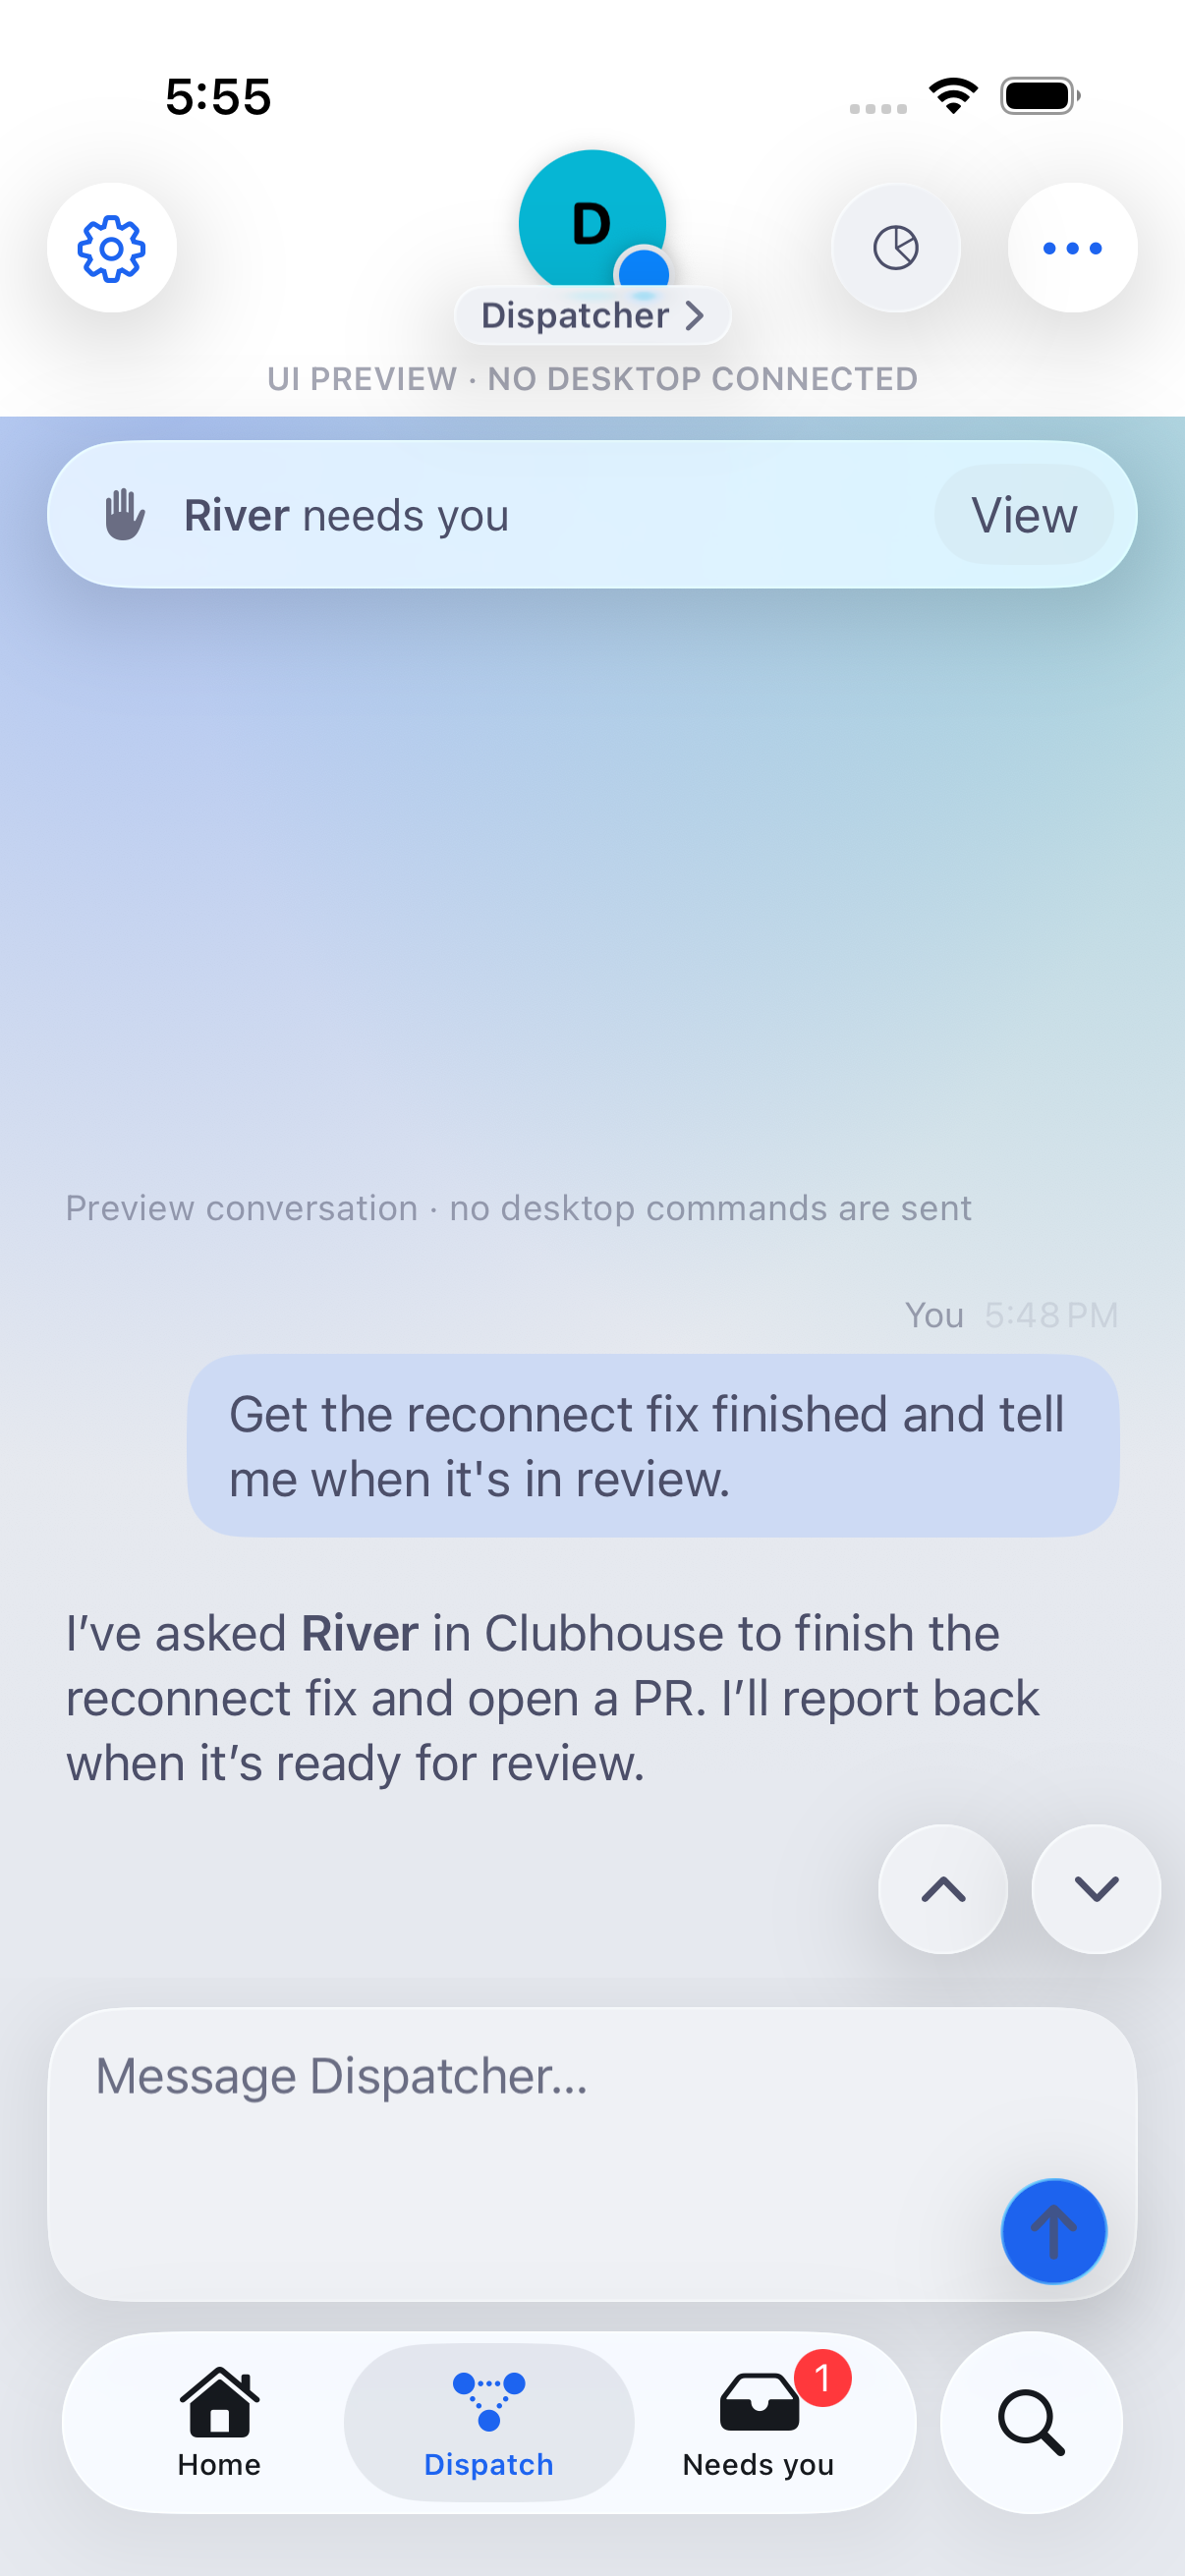 5:55
D
Dispatcher
UI PREVIEW · NO DESKTOP CONNECTED
River needs you
View
Preview conversation · no desktop commands are sent
You 5:48 PM
Get the reconnect fix finished and tell
me when it's in review.
I’ve asked River in Clubhouse to finish the
reconnect fix and open a PR. I’ll report back
when it’s ready for review.
Message Dispatcher...
1
Home
Dispatch
Needs you